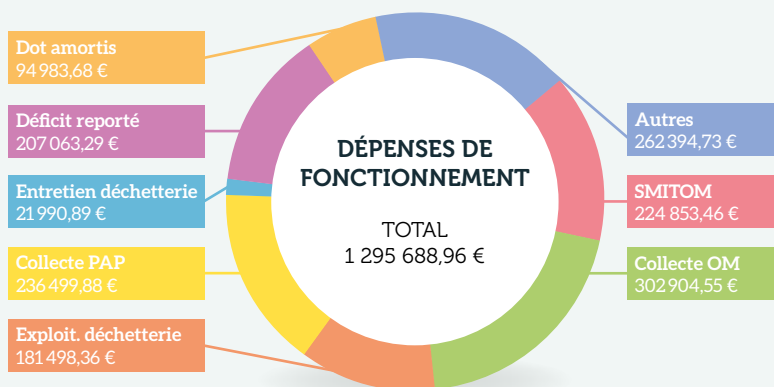 Dot amortis
94 983,68 €
Déficit reporté
207 063,29 €
Entretien déchetterie
21 990,89 €
Collecte PAP
236 499,88 €
Exploit. déchetterie
181 498,36 €
DÉPENSES DE
FONCTIONNEMENT
TOTAL
1 295 688,96 €
Autres
262 394,73 €
SMITOM
224 853,46 €
Collecte OM
302 904,55 €